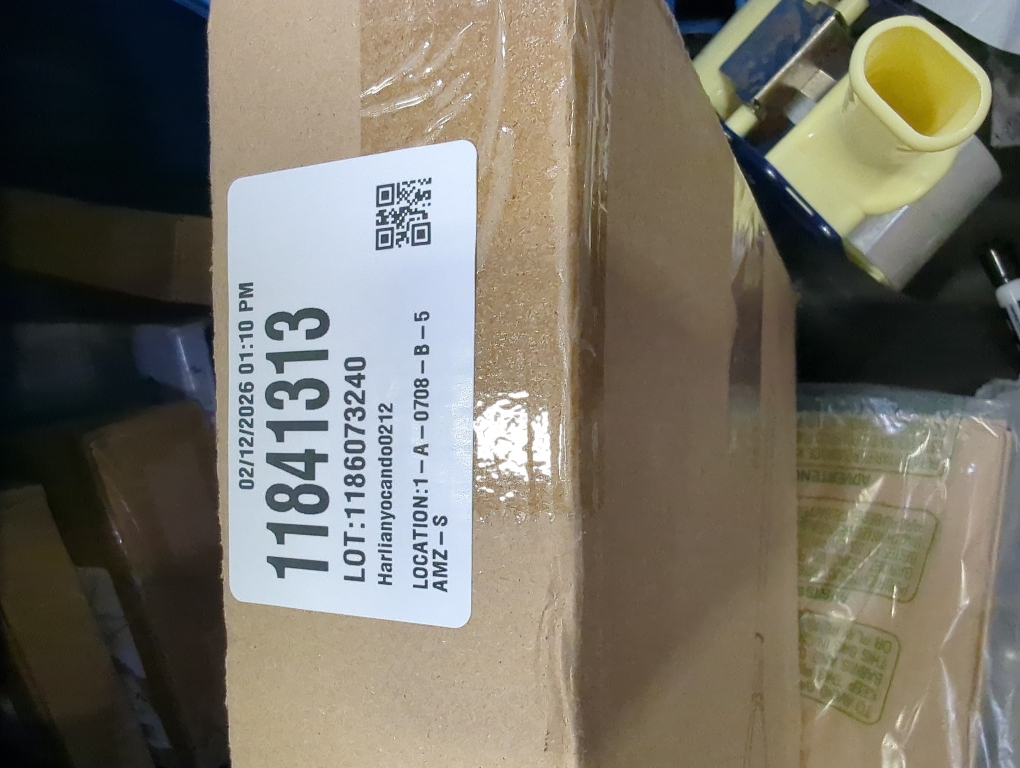 02/12/2026 01:10 PM
11841313
LOT:1186073240
Harlianyocando0212
LOCATION:1-A-0708-B-5
AMZ-S